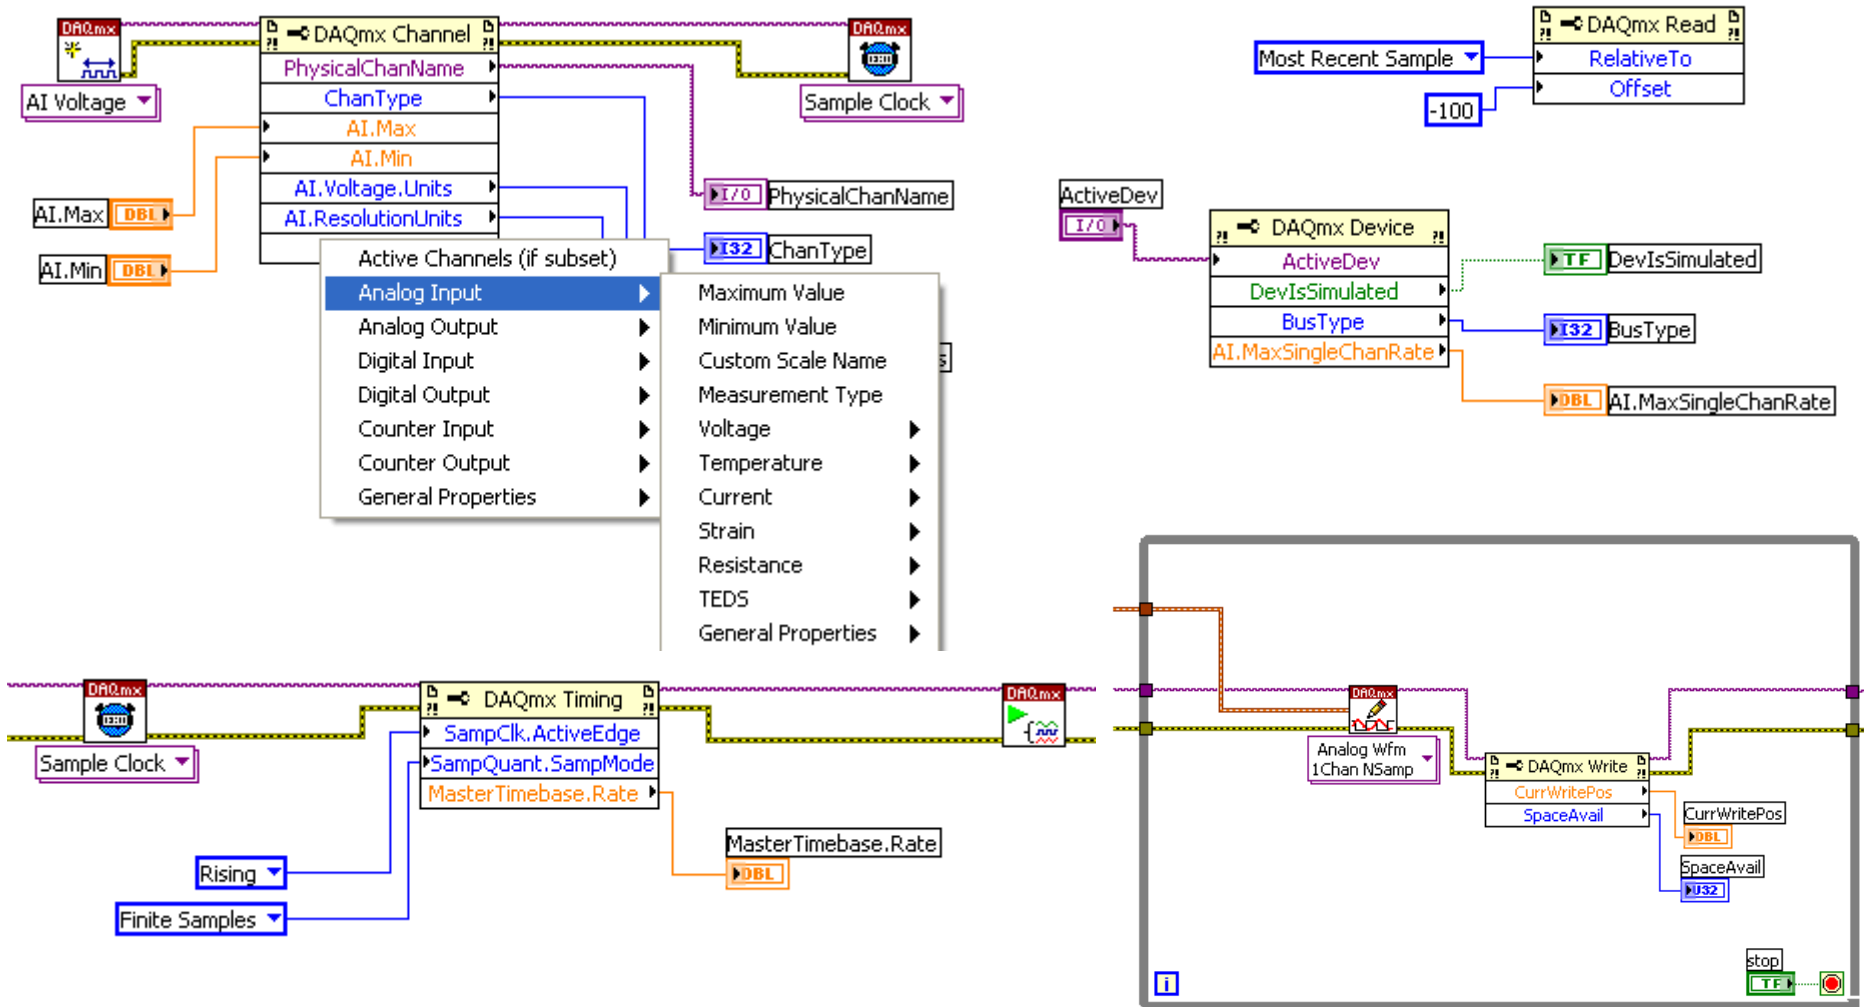 DAQmx
AI Voltage
DAQmx Channel
PhysicalChanName
ChanType
AI.Max
AI.Min
AI.Voltage.Units
AI.ResolutionUnits
DAQmx
Sample Clock
AI.Max
DBL
AI.Min
DBL
I/O
PhysicalChanName
I32
ChanType
Active Channels (if subset)
Analog Input
Analog Output
Digital Input
Digital Output
Counter Input
Counter Output
General Properties
Maximum Value
Minimum Value
Custom Scale Name
Measurement Type
Voltage
Temperature
Current
Strain
Resistance
TEDS
General Properties
s
Most Recent Sample
-100
DAQmx Read
RelativeTo
Offset
ActiveDev
I/O
DAQmx Device
ActiveDev
DevIsSimulated
BusType
AI.MaxSingleChanRate
TF
DevIsSimulated
I32
BusType
DBL
AI.MaxSingleChanRate
DAQmx
Sample Clock
DAQmx Timing
SampClk.ActiveEdge
SampQuant.SampMode
MasterTimebase.Rate
DAQmx
Rising
Finite Samples
MasterTimebase.Rate
DBL
DAQmx
Analog Wfm
1Chan NSamp
DAQmx Write
CurrWritePos
SpaceAvail
CurrWritePos
DBL
SpaceAvail
U32
stop
TF
i